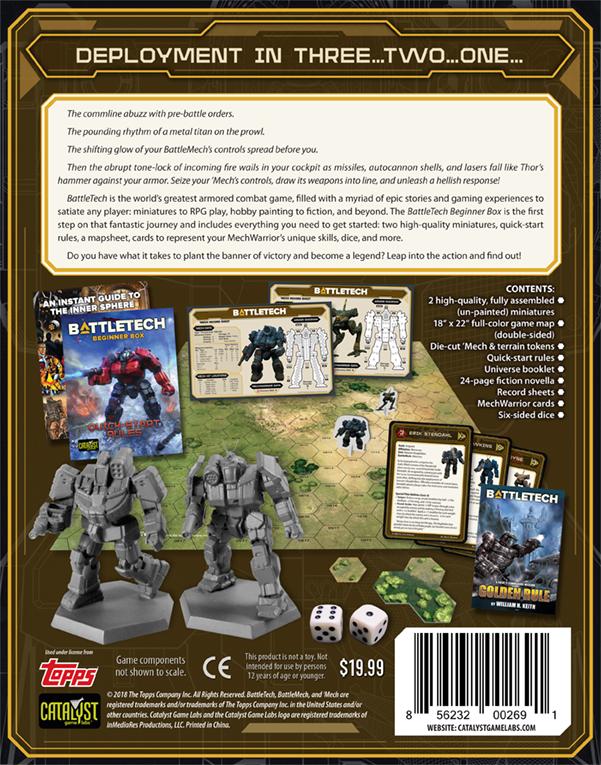 DEPLOYMENT IN THREE...TWO...ONE...
The commline abuzz with pre-battle orders.
The pounding rhythm of a metal titan on the prowl.
The shifting glow of your BattleMech's controls spread before you.
Then the abrupt tone-lock of incoming fire wails in your cockpit as missiles, autocannon shells, and lasers fall like Thor's
hammer against your armor. Seize your 'Mech's controls, draw its weapons into line, and unleash a hellish response!
BattleTech is the world's greatest armored combat game, filled with a myriad of epic stories and gaming experiences to
satiate any player: miniatures to RPG play, hobby painting to fiction, and beyond. The BattleTech Beginner Box is the first
step on that fantastic journey and includes everything you need to get started: two high-quality miniatures, quick-start
rules, a mapsheet, cards to represent your MechWarrior's unique skills, dice, and more.
Do you have what it takes to plant the banner of victory and become a legend? Leap into the action and find out!
CONTENTS:
2 high-quality, fully assembled
(un-painted) miniatures
18" x 22" full-color game map
(double-sided)
Die-cut 'Mech & terrain tokens
Quick-start rules
Universe booklet
24-page fiction novella
Record sheets
MechWarrior cards
Six-sided dice
AN INSTANT GUIDE TO
THE INNER SPHERE
BATTLETECH
BEGINNER BOX
QUICK-START
RULES
CATALYST
BATTLETECH
BATTLETECH
ERIK STENDAHL
BATTLETECH
GOLDEN RULE
BY WILLIAM H. KEITH
Used under license from
Topps
Game components
not shown to scale.
CE
This product is not a toy. Not
intended for use by persons
12 years of age or younger.
$19.99
CATALYST
game labs
© 2018 The Topps Company Inc. All Rights Reserved. BattleTech, BattleMech, and 'Mech are
registered trademarks and/or trademarks of The Topps Company Inc. in the United States and/or
other countries. Catalyst Game Labs and the Catalyst Game Labs logo are registered trademarks of
InMediaRes Productions, LLC. Printed in China.
8 56232 00269 1
WEBSITE: CATALYSTGAMELABS.COM